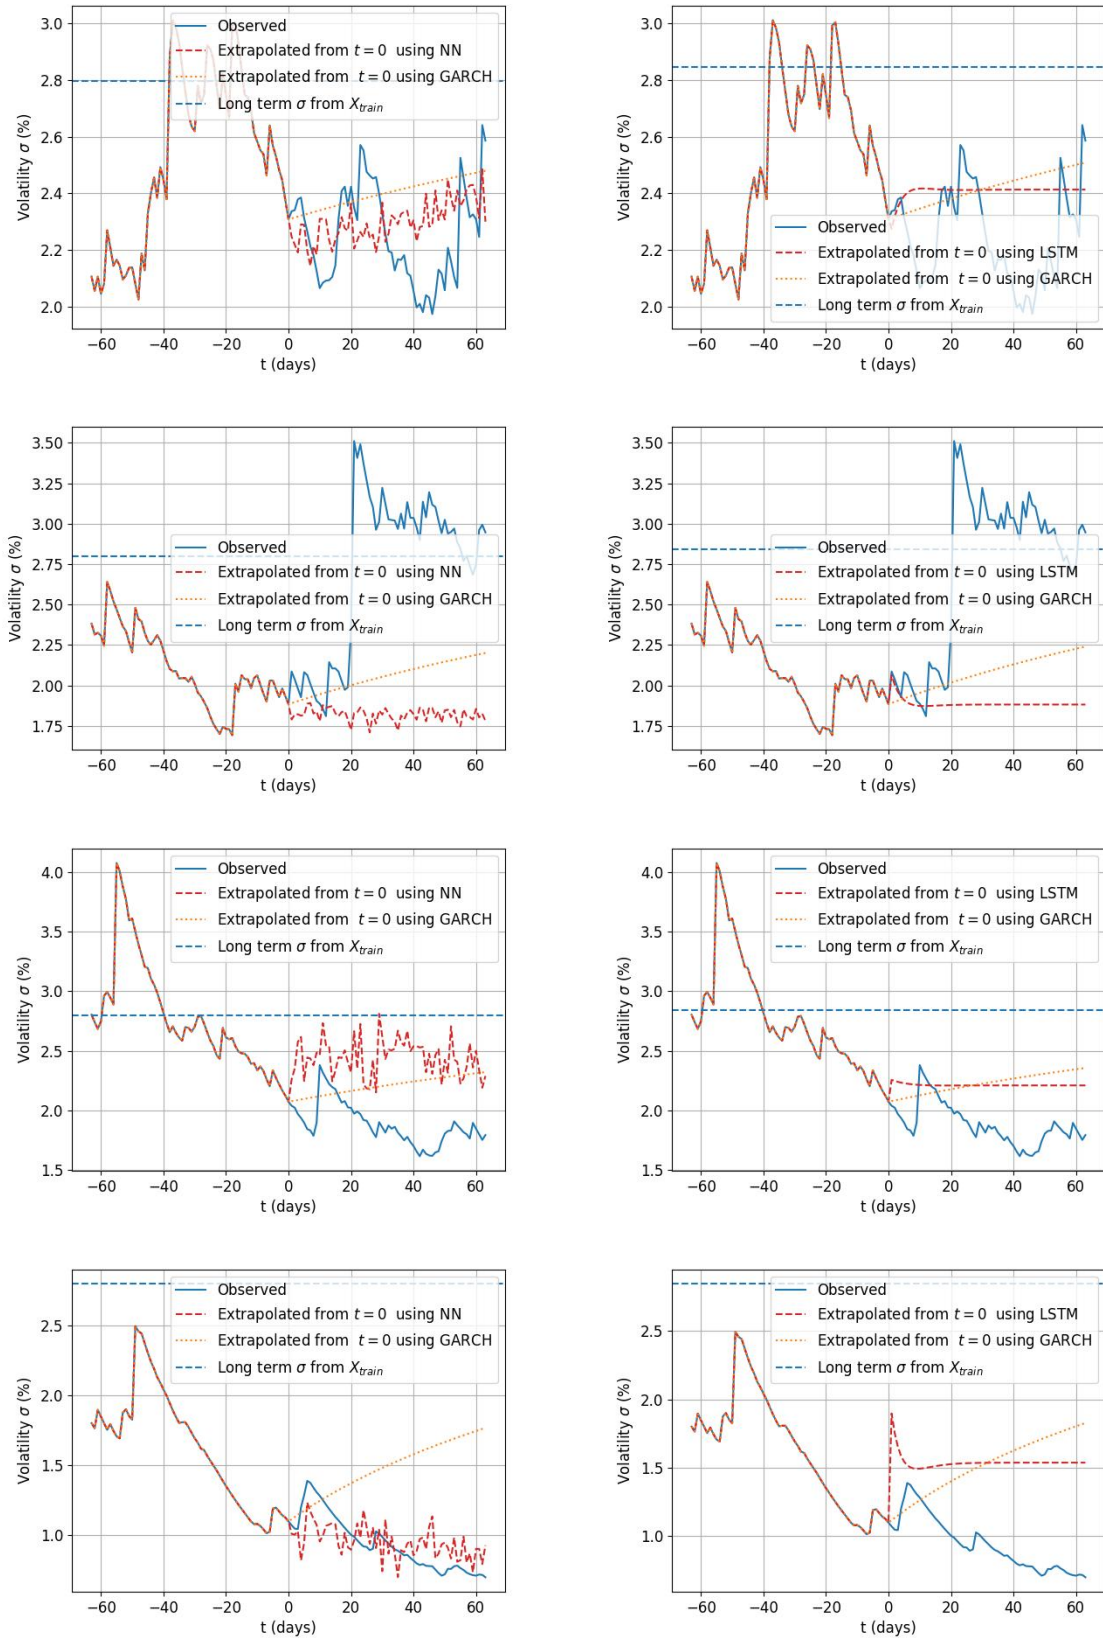 3.0
2.8
2.6
2.4
2.2
2.0
Volatility σ (%)
Observed
Extrapolated from t = 0 using NN
Extrapolated from t = 0 using GARCH
Long term σ from X_train
−60 −40 −20 0 20 40 60
t (days)
3.0
2.8
2.6
2.4
2.2
2.0
Volatility σ (%)
Observed
Extrapolated from t = 0 using LSTM
Extrapolated from t = 0 using GARCH
Long term σ from X_train
−60 −40 −20 0 20 40 60
t (days)
3.50
3.25
3.00
2.75
2.50
2.25
2.00
1.75
Volatility σ (%)
Observed
Extrapolated from t = 0 using NN
Extrapolated from t = 0 using GARCH
Long term σ from X_train
−60 −40 −20 0 20 40 60
t (days)
3.50
3.25
3.00
2.75
2.50
2.25
2.00
1.75
Volatility σ (%)
Observed
Extrapolated from t = 0 using LSTM
Extrapolated from t = 0 using GARCH
Long term σ from X_train
−60 −40 −20 0 20 40 60
t (days)
4.0
3.5
3.0
2.5
2.0
1.5
Volatility σ (%)
Observed
Extrapolated from t = 0 using NN
Extrapolated from t = 0 using GARCH
Long term σ from X_train
−60 −40 −20 0 20 40 60
t (days)
4.0
3.5
3.0
2.5
2.0
1.5
Volatility σ (%)
Observed
Extrapolated from t = 0 using LSTM
Extrapolated from t = 0 using GARCH
Long term σ from X_train
−60 −40 −20 0 20 40 60
t (days)
2.5
2.0
1.5
1.0
Volatility σ (%)
Observed
Extrapolated from t = 0 using NN
Extrapolated from t = 0 using GARCH
Long term σ from X_train
−60 −40 −20 0 20 40 60
t (days)
2.5
2.0
1.5
1.0
Volatility σ (%)
Observed
Extrapolated from t = 0 using LSTM
Extrapolated from t = 0 using GARCH
Long term σ from X_train
−60 −40 −20 0 20 40 60
t (days)